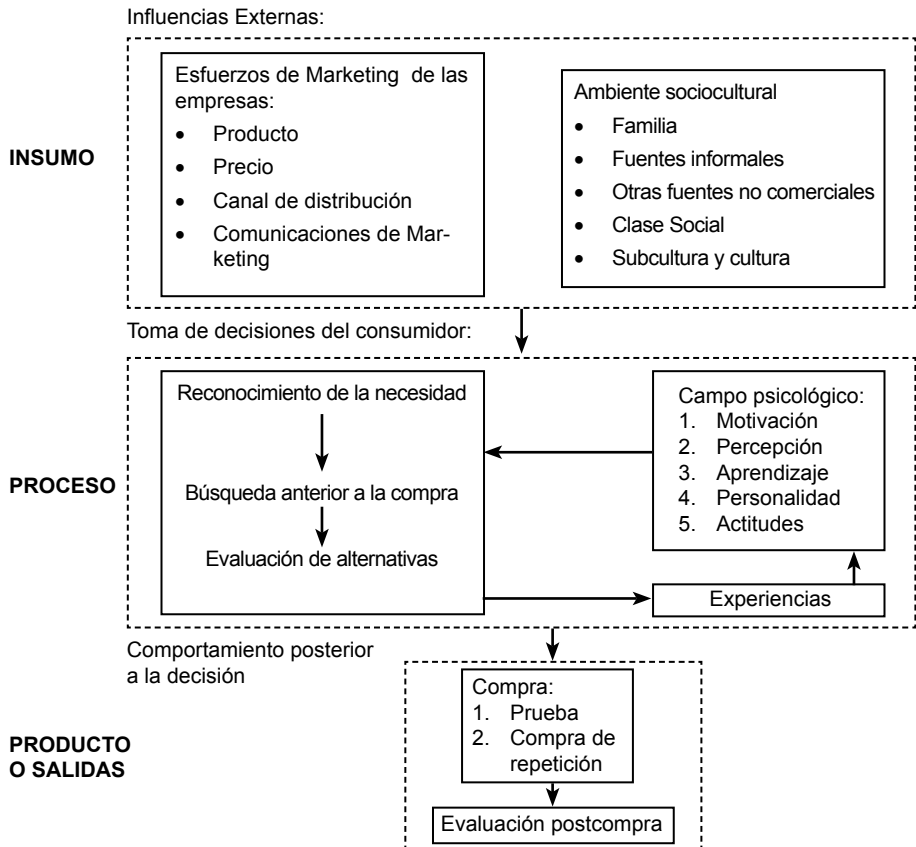 Influencias Externas:
INSUMO
Esfuerzos de Marketing de las
empresas:
• Producto
• Precio
• Canal de distribución
• Comunicaciones de Mar-
keting
Ambiente sociocultural
• Familia
• Fuentes informales
• Otras fuentes no comerciales
• Clase Social
• Subcultura y cultura
Toma de decisiones del consumidor:
PROCESO
Reconocimiento de la necesidad
Búsqueda anterior a la compra
Evaluación de alternativas
Campo psicológico:
1. Motivación
2. Percepción
3. Aprendizaje
4. Personalidad
5. Actitudes
Experiencias
Comportamiento posterior
a la decisión
PRODUCTO
O SALIDAS
Compra:
1. Prueba
2. Compra de
repetición
Evaluación postcompra